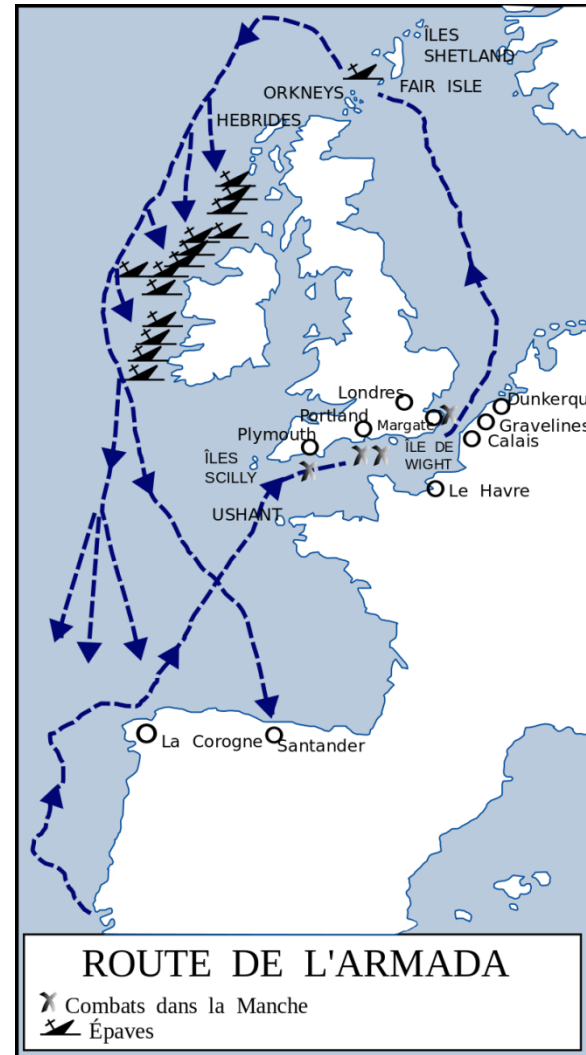 ÎLES
SHETLAND
FAIR ISLE
ORKNEYS
HEBRIDES
Londres
Dunkerqu
Portland
Margate
Gravelines
Plymouth
Calais
ÎLES
SCILLY
ÎLE DE
WIGHT
Le Havre
USHANT
La Corogne
Santander
ROUTE DE L'ARMADA
Combats dans la Manche
Épaves